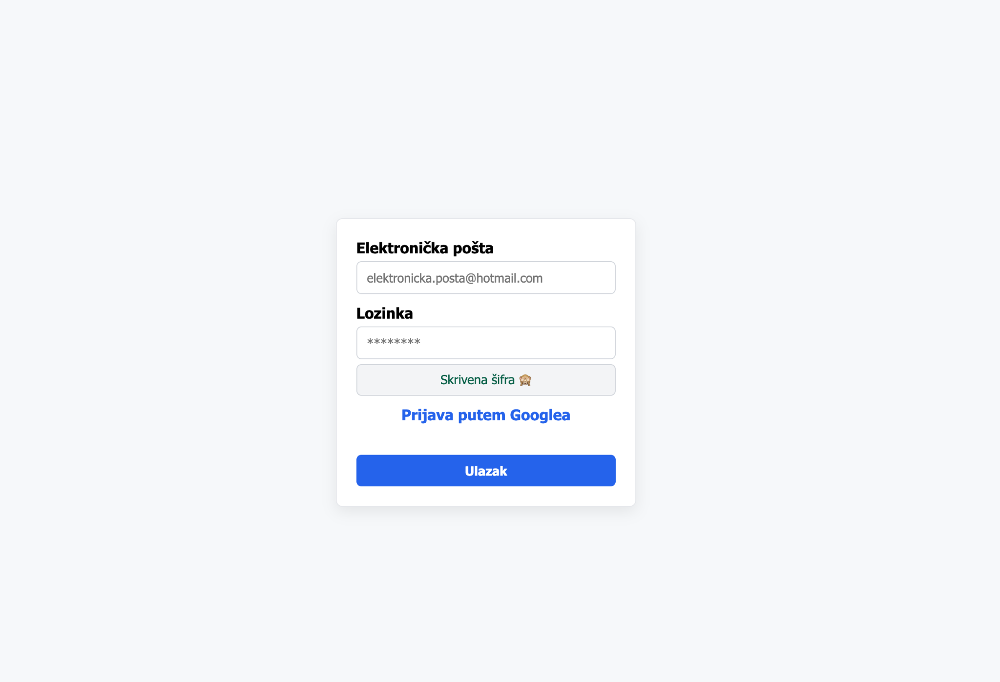 Elektronička pošta
elektronicka.posta@hotmail.com
Lozinka
********
Skrivena šifra 🙈
Prijava putem Googlea
Ulazak